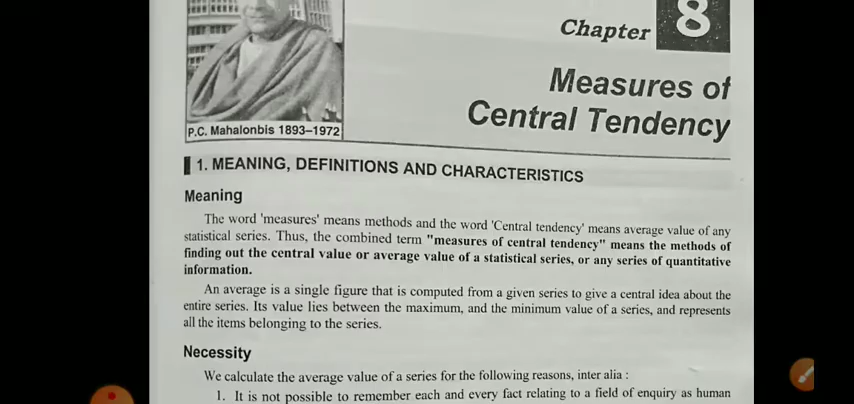 Chapter 8
Measures of
Central Tendency
P.C. Mahalonbis 1893–1972
1. MEANING, DEFINITIONS AND CHARACTERISTICS
Meaning
The word 'measures' means methods and the word 'Central tendency' means average value of any
statistical series. Thus, the combined term "measures of central tendency" means the methods of
finding out the central value or average value of a statistical series, or any series of quantitative
information.
An average is a single figure that is computed from a given series to give a central idea about the
entire series. Its value lies between the maximum, and the minimum value of a series, and represents
all the items belonging to the series.
Necessity
We calculate the average value of a series for the following reasons, inter alia :
1. It is not possible to remember each and every fact relating to a field of enquiry as human